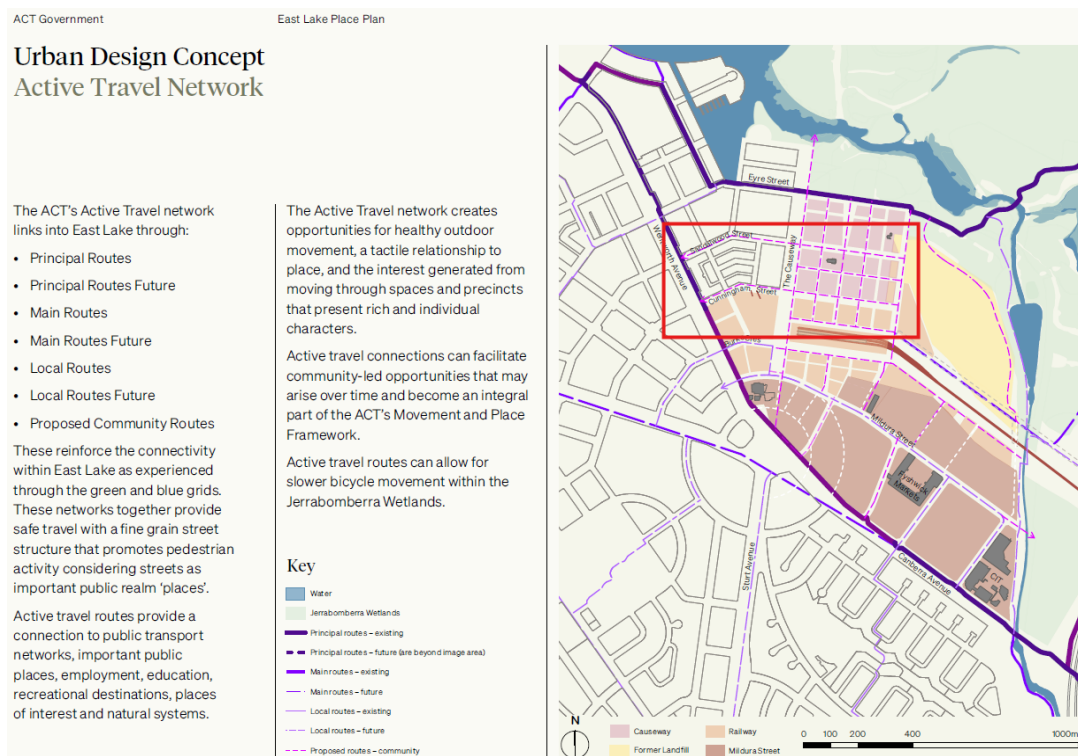 ACT Government
East Lake Place Plan
Urban Design Concept
Active Travel Network
The ACT's Active Travel network
links into East Lake through:
• Principal Routes
• Principal Routes Future
• Main Routes
• Main Routes Future
• Local Routes
• Local Routes Future
• Proposed Community Routes
These reinforce the connectivity
within East Lake as experienced
through the green and blue grids.
These networks together provide
safe travel with a fine grain street
structure that promotes pedestrian
activity considering streets as
important public realm 'places'.
Active travel routes provide a
connection to public transport
networks, important public
places, employment, education,
recreational destinations, places
of interest and natural systems.
The Active Travel network creates
opportunities for healthy outdoor
movement, a tactile relationship to
place, and the interest generated from
moving through spaces and precincts
that present rich and individual
characters.
Active travel connections can facilitate
community-led opportunities that may
arise over time and become an integral
part of the ACT's Movement and Place
Framework.
Active travel routes can allow for
slower bicycle movement within the
Jerrabomberra Wetlands.
Key
Water
Jerrabomberra Wetlands
Principal routes – existing
Principal routes – future (are beyond image area)
Main routes – existing
Main routes – future
Local routes – existing
Local routes – future
Proposed routes – community
Eyre Street
Wentworth Avenue
The Causeway
Cunningham Street
Mildura Street
Fyshwick
Markets
Canberra Avenue
CIT
Sturt Avenue
N
Causeway
Railway
Former Landfill
Mildura Street
0 100 200 400 1000m